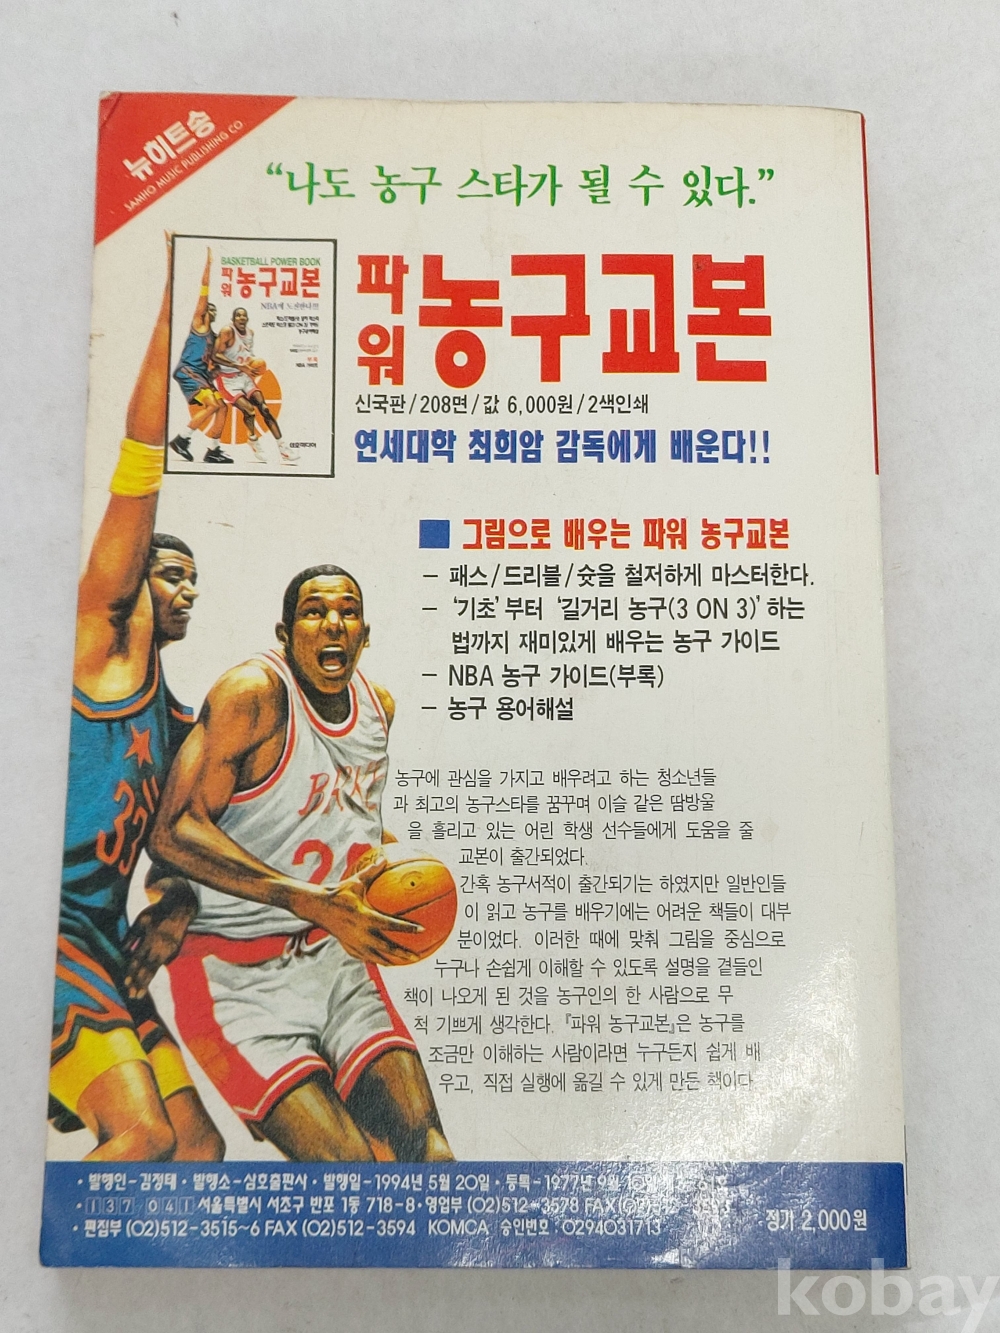 뉴히트송
SAMHO MUSIC PUBLISHING CO
“나도 농구 스타가 될 수 있다.”
BASKETBALL POWER BOOK
파워 농구교본
NBA에 도전한다!!!
파워 농구교본
신국판/208면/값 6,000원/2색인쇄
연세대학 최희암 감독에게 배운다!!
■ 그림으로 배우는 파워 농구교본
– 패스/드리블/슛을 철저하게 마스터한다.
– ‘기초’부터 ‘길거리 농구(3 ON 3)’하는
법까지 재미있게 배우는 농구 가이드
– NBA 농구 가이드(부록)
– 농구 용어해설
농구에 관심을 가지고 배우려고 하는 청소년들
과 최고의 농구스타를 꿈꾸며 이슬 같은 땀방울
을 흘리고 있는 어린 학생 선수들에게 도움을 줄
교본이 출간되었다.
간혹 농구서적이 출간되기는 하였지만 일반인들
이 읽고 농구를 배우기에는 어려운 책들이 대부
분이었다. 이러한 때에 맞춰 그림을 중심으로
누구나 손쉽게 이해할 수 있도록 설명을 곁들인
책이 나오게 된 것을 농구인의 한 사람으로 무
척 기쁘게 생각한다. 『파워 농구교본』은 농구를
조금만 이해하는 사람이라면 누구든지 쉽게 배
우고, 직접 실행에 옮길 수 있게 만든 책이다.
33
· 발행인-김정태 · 발행소-삼호출판사 · 발행일-1994년 5월 20일 · 등록-1977년 9월
· 137-041 서울특별시 서초구 반포 1동 718-8 · 영업부 (02)512-3578 FAX(02)
· 편집부 (02)512-3515~6 FAX (02)512-3594 KOMCA 승인번호 : 0294031713
정가 2,000원
kobay